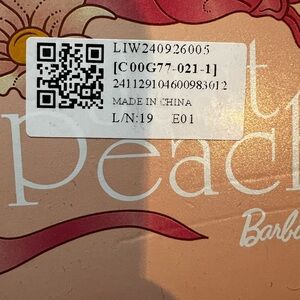 LIW240926005
[C00G77-021-1]
241129104600983012
MADE IN CHINA
L/N:19 E01
Peach
Barb